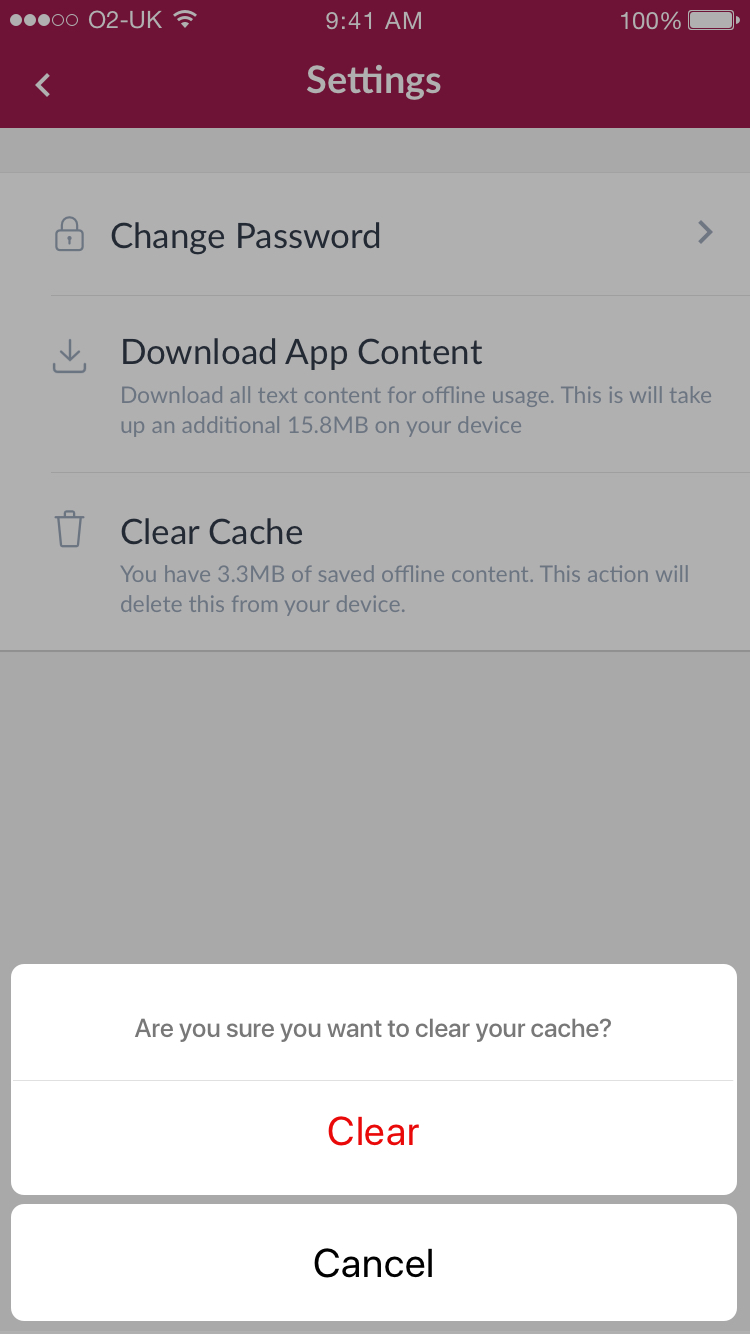 O2-UK 9:41 AM 100%
Settings
Change Password
Download App Content
Download all text content for offline usage. This is will take
up an additional 15.8MB on your device
Clear Cache
You have 3.3MB of saved offline content. This action will
delete this from your device.
Are you sure you want to clear your cache?
Clear
Cancel